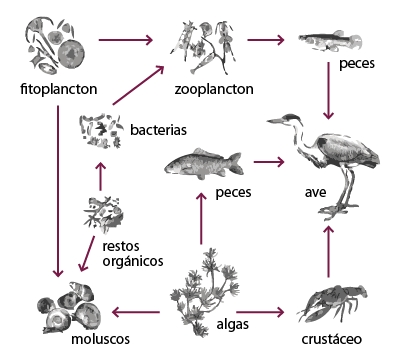 fitoplancton
zooplancton
peces
bacterias
peces
ave
restos
orgánicos
moluscos
algas
crustáceo